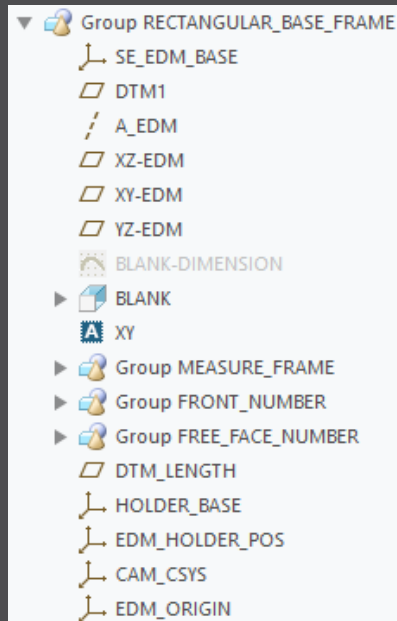 Group RECTANGULAR_BASE_FRAME
SE_EDM_BASE
DTM1
A_EDM
XZ-EDM
XY-EDM
YZ-EDM
BLANK-DIMENSION
BLANK
A XY
Group MEASURE_FRAME
Group FRONT_NUMBER
Group FREE_FACE_NUMBER
DTM_LENGTH
HOLDER_BASE
EDM_HOLDER_POS
CAM_CSYS
EDM_ORIGIN